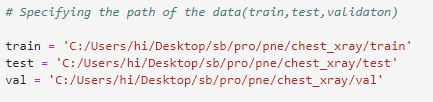 # Specifying the path of the data(train,test,validaton)
train = 'C:/Users/hi/Desktop/sb/pro/pne/chest_xray/train'
test = 'C:/Users/hi/Desktop/sb/pro/pne/chest_xray/test'
val = 'C:/Users/hi/Desktop/sb/pro/pne/chest_xray/val'